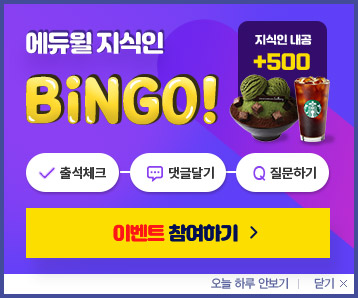 에듀윌 지식인
BiNGO!
지식인 내공
+500
출석체크
댓글달기
Q 질문하기
이벤트 참여하기 >
오늘 하루 안보기 | 닫기 ×